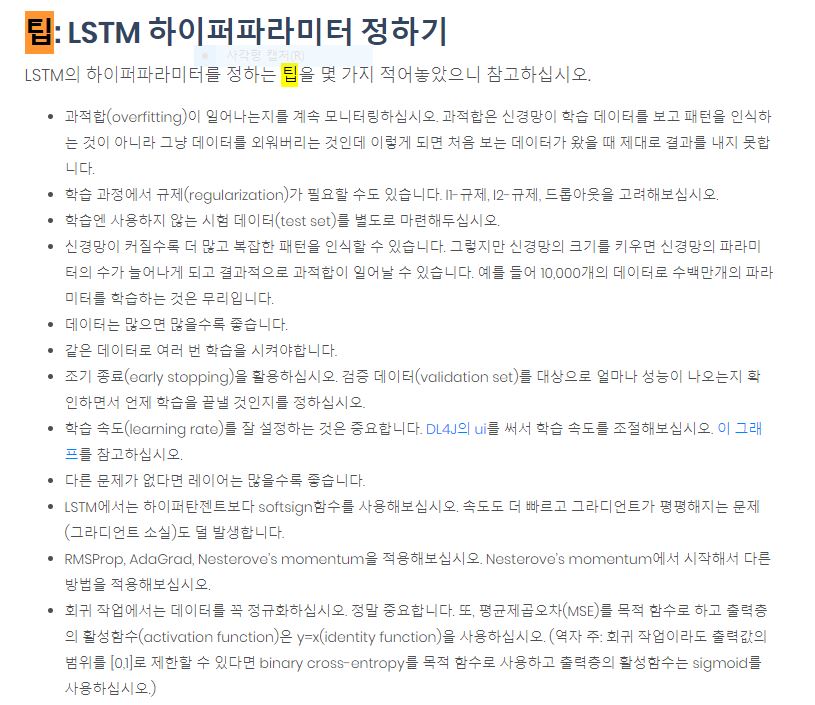 팁: LSTM 하이퍼파라미터 정하기
사각형 캡처(R)
LSTM의 하이퍼파라미터를 정하는 팁을 몇 가지 적어놓았으니 참고하십시오.
• 과적합(overfitting)이 일어나는지를 계속 모니터링하십시오. 과적합은 신경망이 학습 데이터를 보고 패턴을 인식하
는 것이 아니라 그냥 데이터를 외워버리는 것인데 이렇게 되면 처음 보는 데이터가 왔을 때 제대로 결과를 내지 못합
니다.
• 학습 과정에서 규제(regularization)가 필요할 수도 있습니다. l1-규제, l2-규제, 드롭아웃을 고려해보십시오.
• 학습엔 사용하지 않는 시험 데이터(test set)를 별도로 마련해두십시오.
• 신경망이 커질수록 더 많고 복잡한 패턴을 인식할 수 있습니다. 그렇지만 신경망의 크기를 키우면 신경망의 파라미
터의 수가 늘어나게 되고 결과적으로 과적합이 일어날 수 있습니다. 예를 들어 10,000개의 데이터로 수백만개의 파라
미터를 학습하는 것은 무리입니다.
• 데이터는 많으면 많을수록 좋습니다.
• 같은 데이터로 여러 번 학습을 시켜야합니다.
• 조기 종료(early stopping)을 활용하십시오. 검증 데이터(validation set)를 대상으로 얼마나 성능이 나오는지 확
인하면서 언제 학습을 끝낼 것인지를 정하십시오.
• 학습 속도(learning rate)를 잘 설정하는 것은 중요합니다. DL4J의 ui를 써서 학습 속도를 조절해보십시오. 이 그래
프를 참고하십시오.
• 다른 문제가 없다면 레이어는 많을수록 좋습니다.
• LSTM에서는 하이퍼탄젠트보다 softsign함수를 사용해보십시오. 속도도 더 빠르고 그라디언트가 평평해지는 문제
(그라디언트 소실)도 덜 발생합니다.
• RMSProp, AdaGrad, Nesterove's momentum을 적용해보십시오. Nesterove's momentum에서 시작해서 다른
방법을 적용해보십시오.
• 회귀 작업에서는 데이터를 꼭 정규화하십시오. 정말 중요합니다. 또, 평균제곱오차(MSE)를 목적 함수로 하고 출력층
의 활성함수(activation function)은 y=x(identity function)을 사용하십시오. (역자 주: 회귀 작업이라도 출력값의
범위를 [0,1]로 제한할 수 있다면 binary cross-entropy를 목적 함수로 사용하고 출력층의 활성함수는 sigmoid를
사용하십시오.)